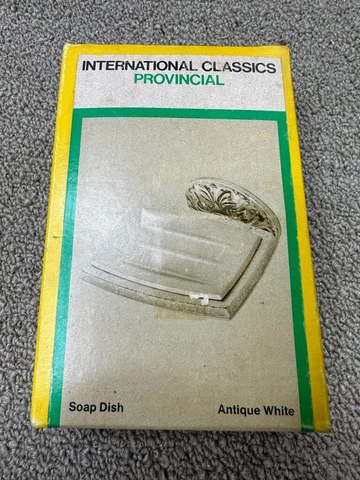 INTERNATIONAL CLASSICS
PROVINCIAL
Soap Dish
Antique White